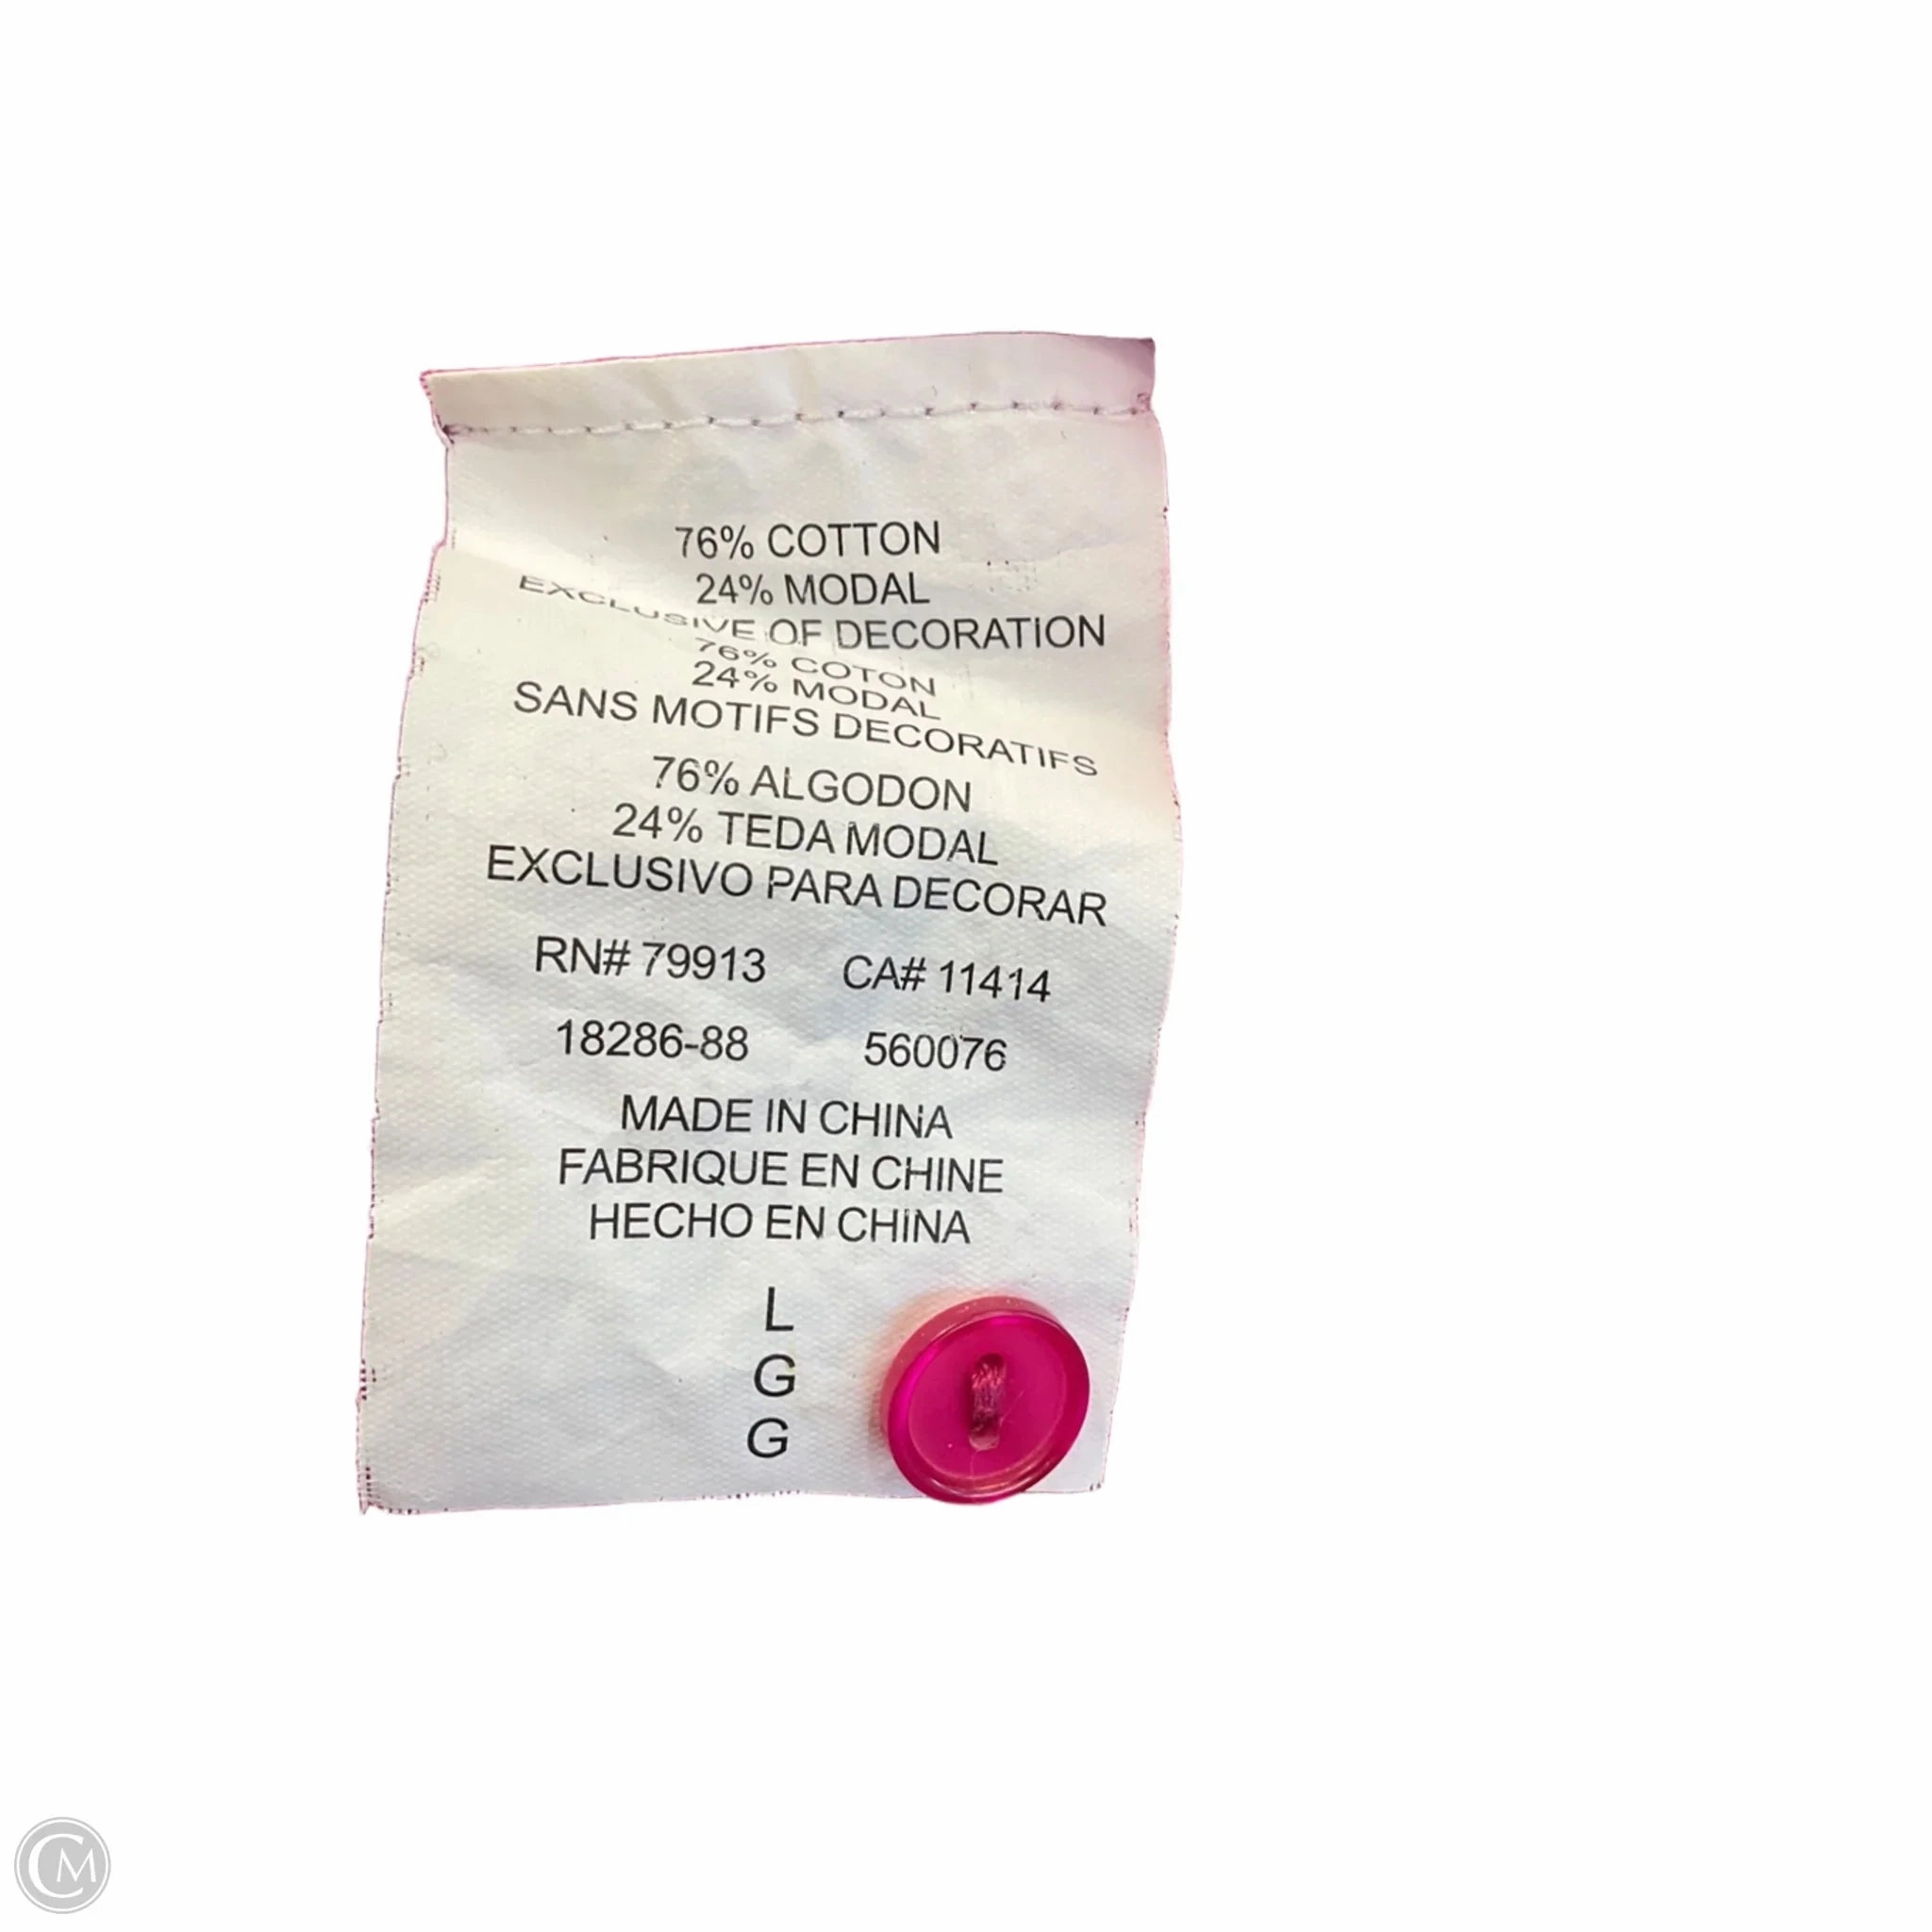 76% COTTON
24% MODAL
EXCLUSIVE OF DECORATION
76% COTON
24% MODAL
SANS MOTIFS DECORATIFS
76% ALGODON
24% TEDA MODAL
EXCLUSIVO PARA DECORAR
RN# 79913 CA# 11414
18286-88 560076
MADE IN CHINA
FABRIQUE EN CHINE
HECHO EN CHINA
L
G
G
CM